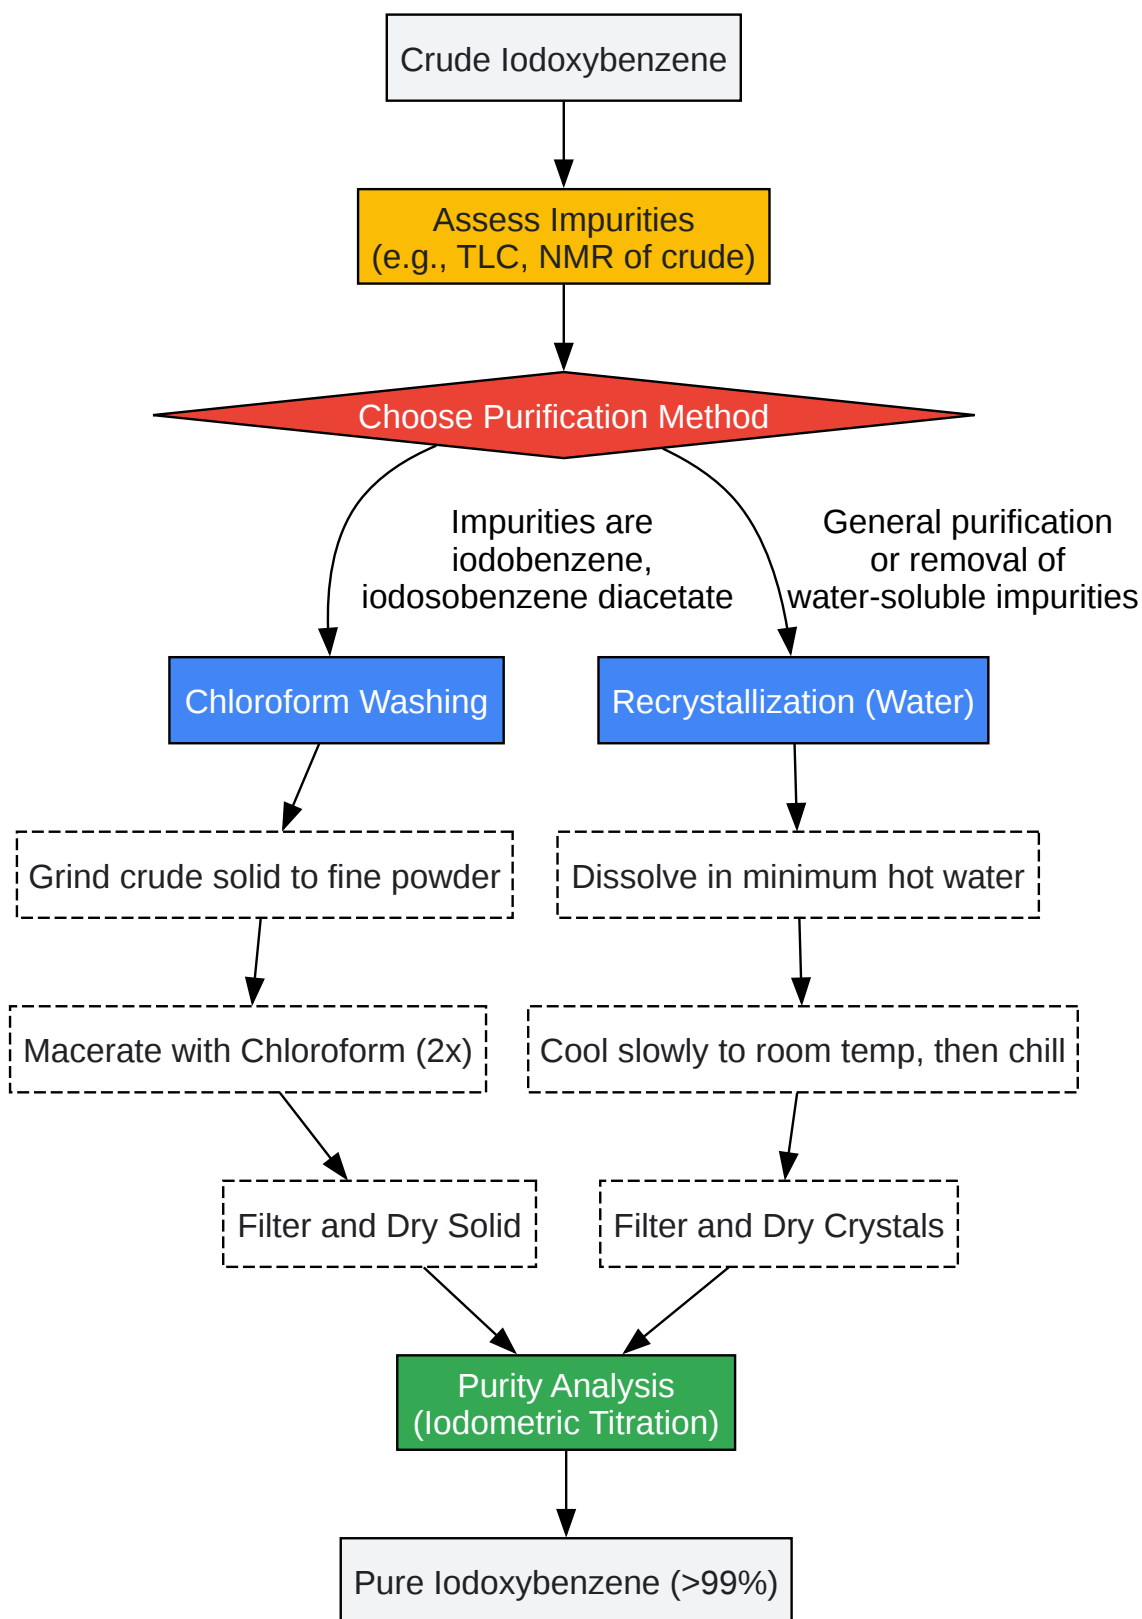 Crude Iodoxybenzene
Assess Impurities
(e.g., TLC, NMR of crude)
Choose Purification Method
Impurities are
iodobenzene,
iodosobenzene diacetate
General purification
or removal of
water-soluble impurities
Chloroform Washing
Recrystallization (Water)
Grind crude solid to fine powder
Dissolve in minimum hot water
Macerate with Chloroform (2x)
Cool slowly to room temp, then chill
Filter and Dry Solid
Filter and Dry Crystals
Purity Analysis
(Iodometric Titration)
Pure Iodoxybenzene (>99%)